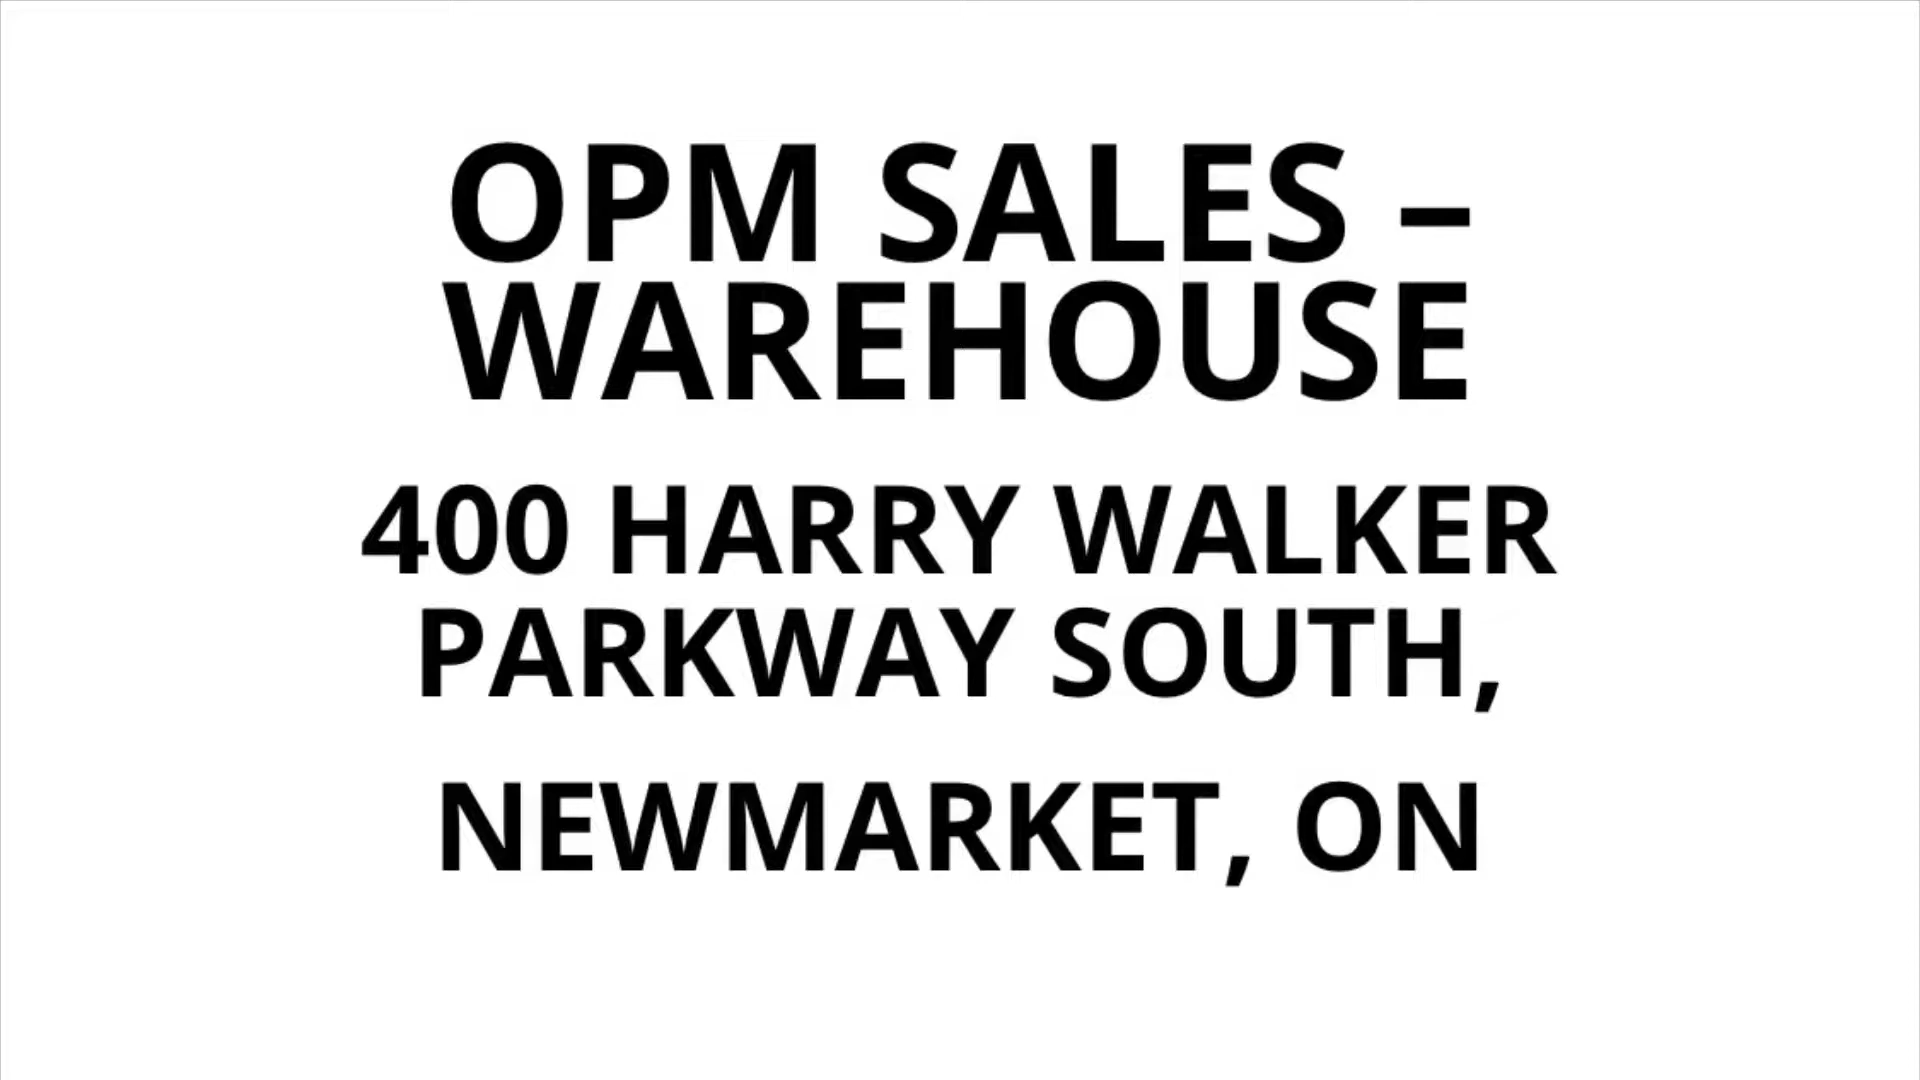 OPM SALES –
WAREHOUSE
400 HARRY WALKER
PARKWAY SOUTH,
NEWMARKET, ON